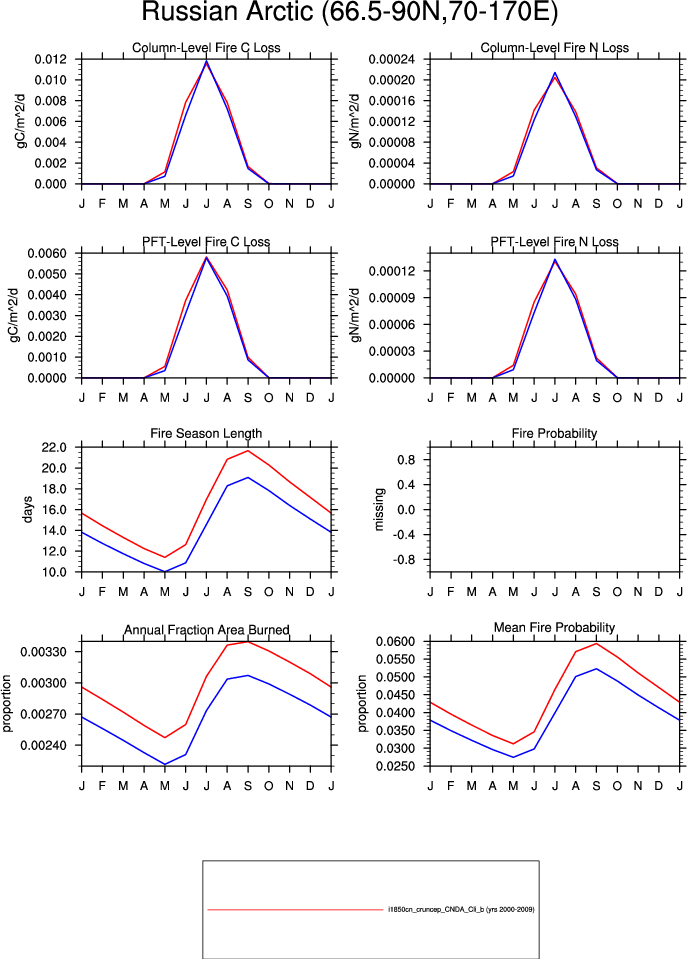 Russian Arctic (66.5-90N,70-170E)
Column-Level Fire C Loss
gC/m^2/d
0.012
0.010
0.008
0.006
0.004
0.002
0.000
J F M A M J J A S O N D J
Column-Level Fire N Loss
gN/m^2/d
0.00024
0.00020
0.00016
0.00012
0.00008
0.00004
0.00000
J F M A M J J A S O N D J
PFT-Level Fire C Loss
gC/m^2/d
0.0060
0.0050
0.0040
0.0030
0.0020
0.0010
0.0000
J F M A M J J A S O N D J
PFT-Level Fire N Loss
gN/m^2/d
0.00012
0.00009
0.00006
0.00003
0.00000
J F M A M J J A S O N D J
Fire Season Length
days
22.0
20.0
18.0
16.0
14.0
12.0
10.0
J F M A M J J A S O N D J
Fire Probability
missing
0.8
0.4
0.0
-0.4
-0.8
J F M A M J J A S O N D J
Annual Fraction Area Burned
proportion
0.00330
0.00300
0.00270
0.00240
J F M A M J J A S O N D J
Mean Fire Probability
proportion
0.0600
0.0550
0.0500
0.0450
0.0400
0.0350
0.0300
0.0250
J F M A M J J A S O N D J
i1850cn_cruncep_CNDA_Cli_b (yrs 2000-2009)